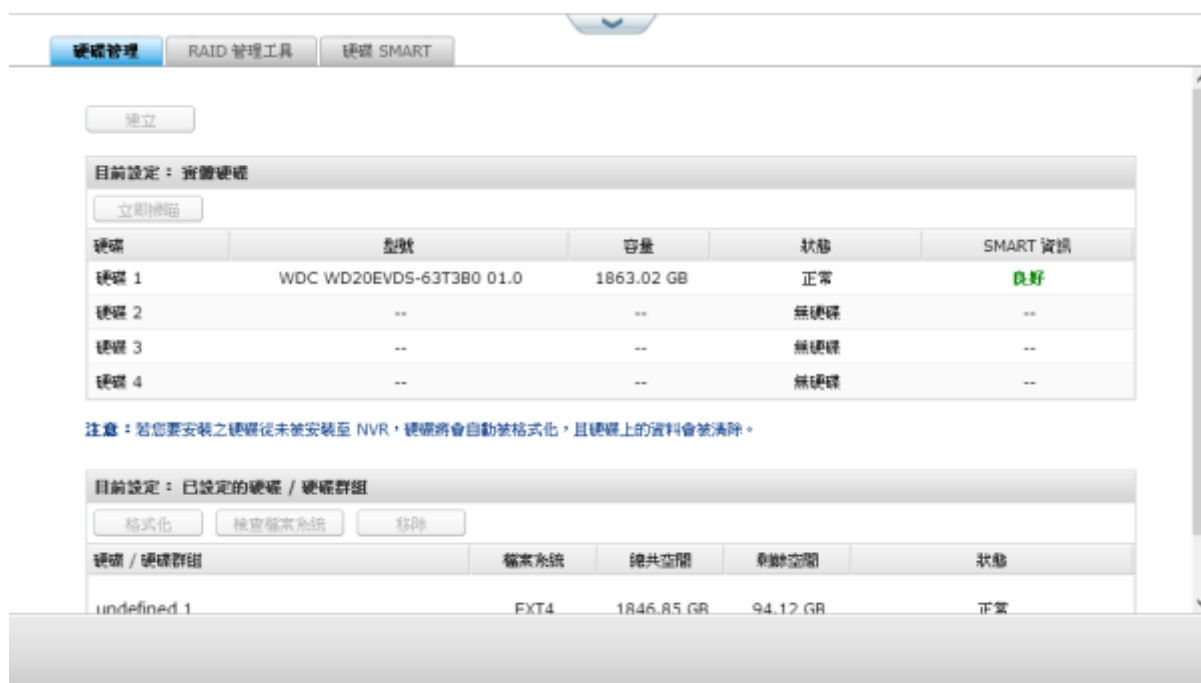 硬碟管理 RAID 管理工具 硬碟 SMART
建立
目前設定： 實體硬碟
立即掃瞄
硬碟 型號 容量 狀態 SMART 資訊
硬碟 1 WDC WD20EVDS-63T3B0 01.0 1863.02 GB 正常 良好
硬碟 2 -- -- 無硬碟 --
硬碟 3 -- -- 無硬碟 --
硬碟 4 -- -- 無硬碟 --
注意：若您要安裝之硬碟從未被安裝至 NVR，硬碟將會自動被格式化，且硬碟上的資料會被清除。
目前設定： 已設定的硬碟 / 硬碟群組
格式化 檢查檔案系統 移除
硬碟 / 硬碟群組 檔案系統 總共空間 剩餘空間 狀態
undefined 1 EXT4 1846.85 GB 94.12 GB 正常